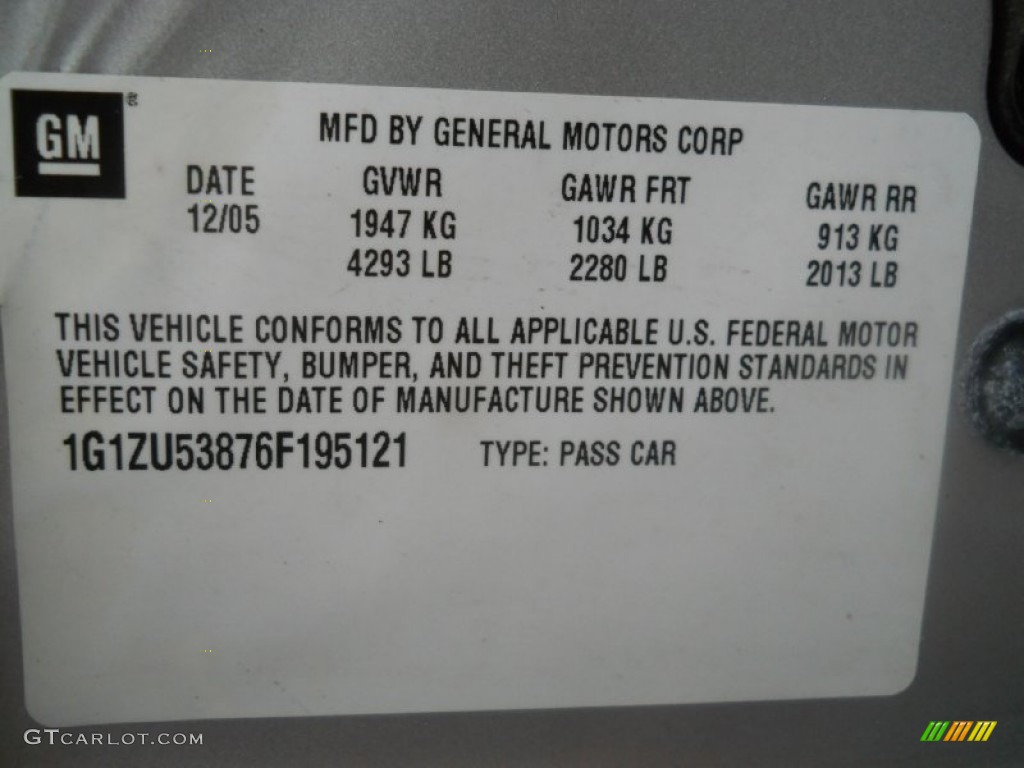 GM ®
MFD BY GENERAL MOTORS CORP
DATE GVWR GAWR FRT GAWR RR
12/05 1947 KG 1034 KG 913 KG
4293 LB 2280 LB 2013 LB
THIS VEHICLE CONFORMS TO ALL APPLICABLE U.S. FEDERAL MOTOR
VEHICLE SAFETY, BUMPER, AND THEFT PREVENTION STANDARDS IN
EFFECT ON THE DATE OF MANUFACTURE SHOWN ABOVE.
1G1ZU53876F195121 TYPE: PASS CAR
GTCARLOT.COM